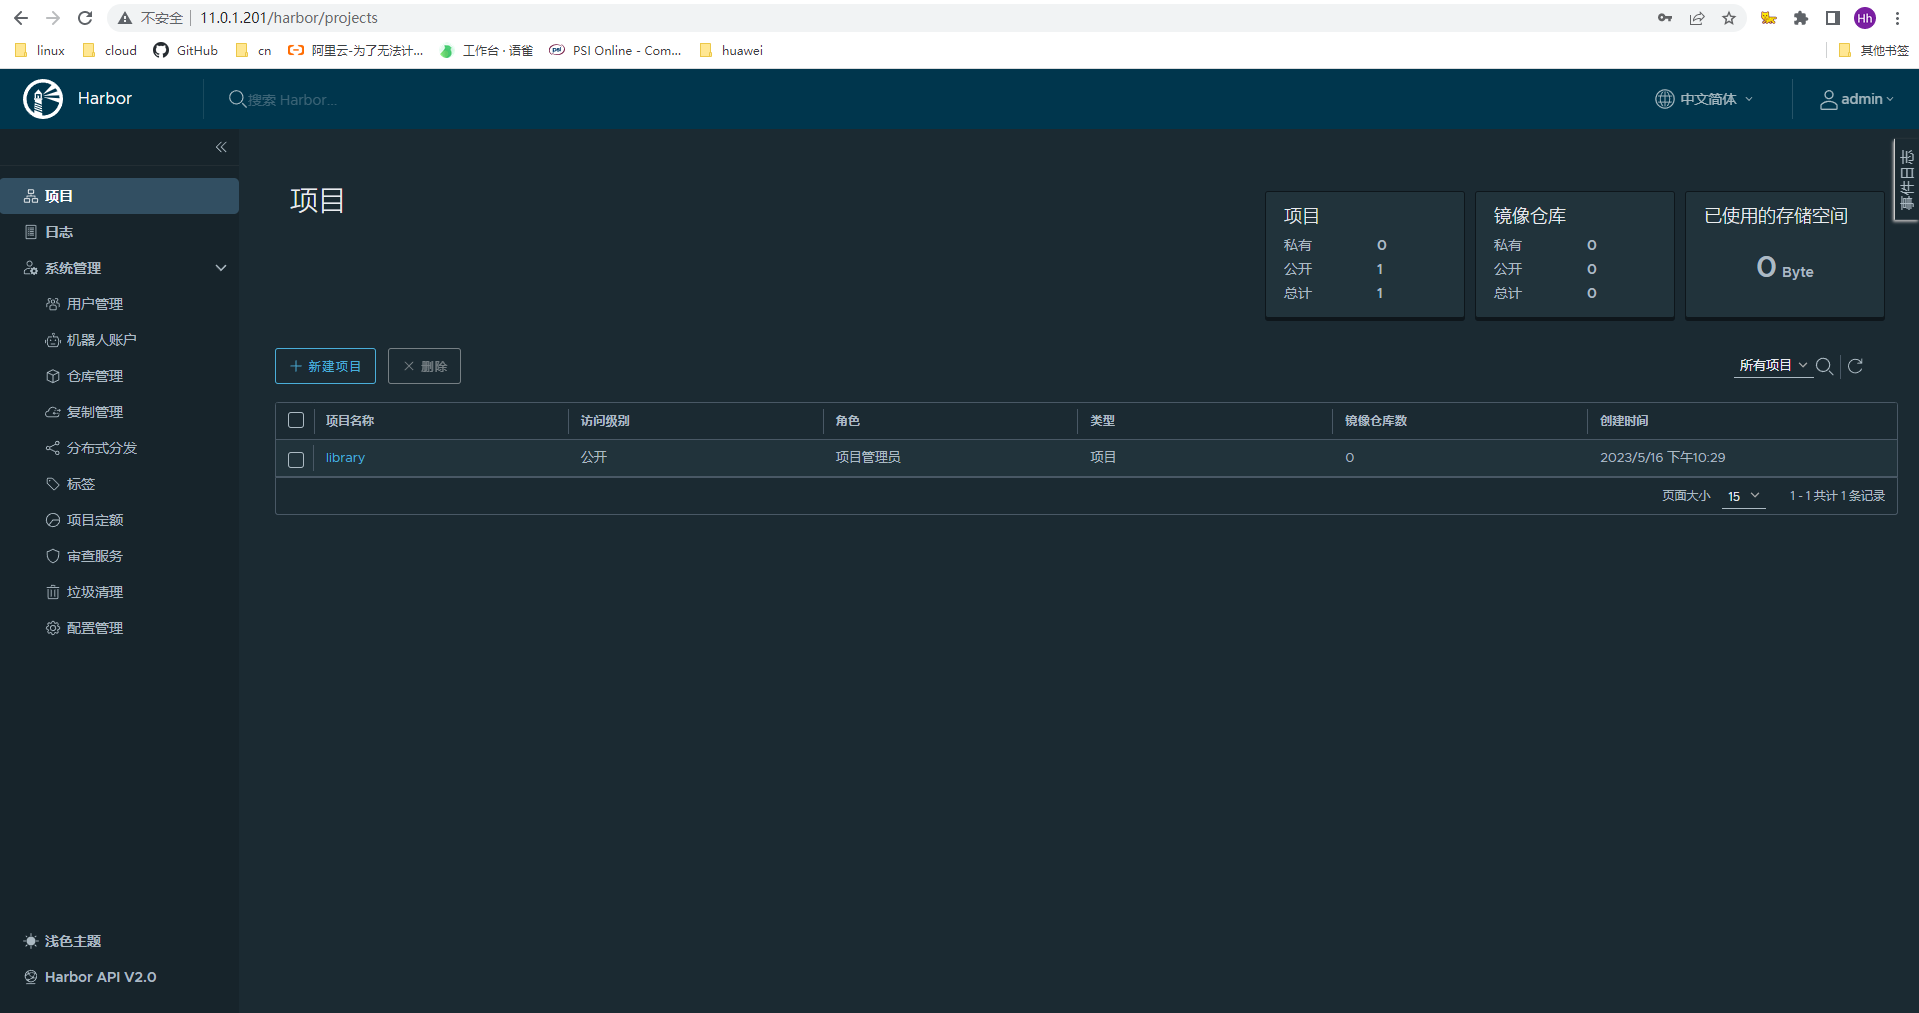 不安全 11.0.1.201/harbor/projects Hh
linux cloud GitHub cn 阿里云-为了无法计... 工作台 · 语雀 PSI Online - Com... huawei 其他书签
Harbor 搜索 Harbor... 中文简体 admin
事件日志
项目
日志
系统管理
用户管理
机器人账户
仓库管理
复制管理
分布式分发
标签
项目定额
审查服务
垃圾清理
配置管理
浅色主题
Harbor API V2.0
项目
项目
私有 0
公开 1
总计 1
镜像仓库
私有 0
公开 0
总计 0
已使用的存储空间
0 Byte
新建项目 删除 所有项目
项目名称 访问级别 角色 类型 镜像仓库数 创建时间
library 公开 项目管理员 项目 0 2023/5/16 下午10:29
页面大小 15 1 - 1 共计 1 条记录